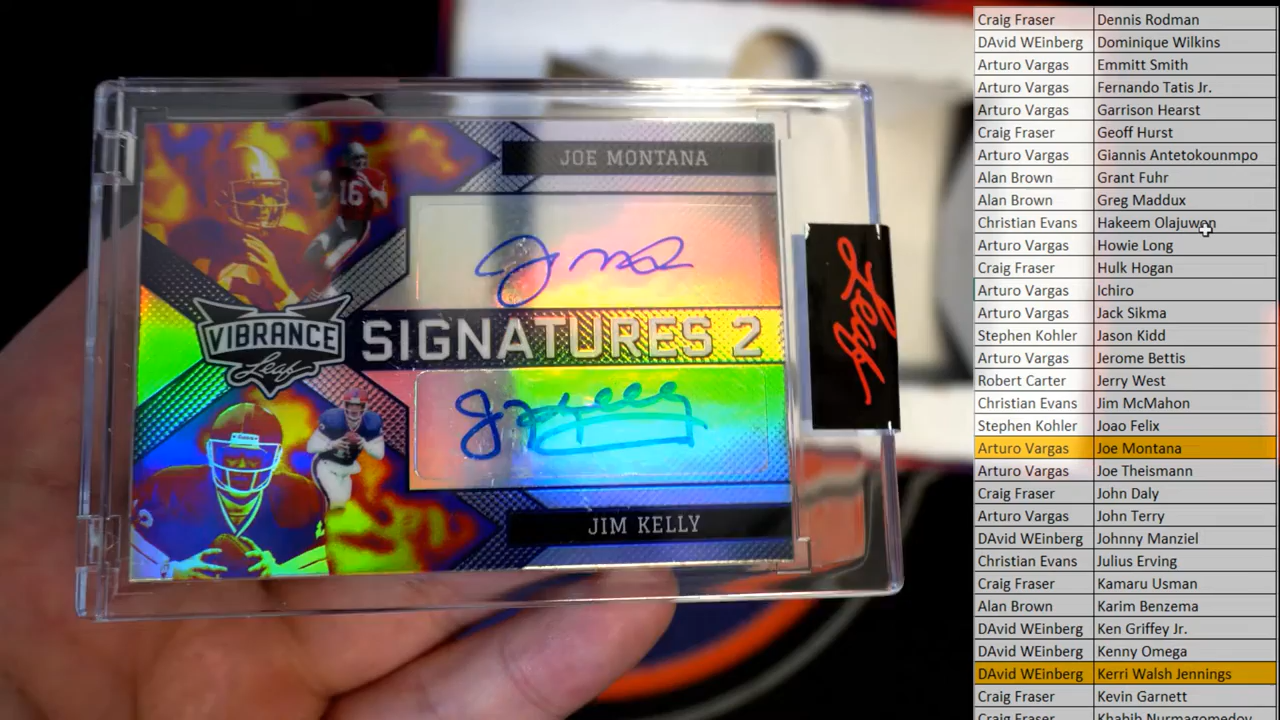 JOE MONTANA
16
VIBRANCE
Leaf
SIGNATURES 2
JIM KELLY
Leaf
Craig Fraser Dennis Rodman
DAvid WEinberg Dominique Wilkins
Arturo Vargas Emmitt Smith
Arturo Vargas Fernando Tatis Jr.
Arturo Vargas Garrison Hearst
Craig Fraser Geoff Hurst
Arturo Vargas Giannis Antetokounmpo
Alan Brown Grant Fuhr
Alan Brown Greg Maddux
Christian Evans Hakeem Olajuwon
Arturo Vargas Howie Long
Craig Fraser Hulk Hogan
Arturo Vargas Ichiro
Arturo Vargas Jack Sikma
Stephen Kohler Jason Kidd
Arturo Vargas Jerome Bettis
Robert Carter Jerry West
Christian Evans Jim McMahon
Stephen Kohler Joao Felix
Arturo Vargas Joe Montana
Arturo Vargas Joe Theismann
Craig Fraser John Daly
Arturo Vargas John Terry
DAvid WEinberg Johnny Manziel
Christian Evans Julius Erving
Craig Fraser Kamaru Usman
Alan Brown Karim Benzema
DAvid WEinberg Ken Griffey Jr.
DAvid WEinberg Kenny Omega
DAvid WEinberg Kerri Walsh Jennings
Craig Fraser Kevin Garnett
Craig Fraser Khabib Nurmagomedov